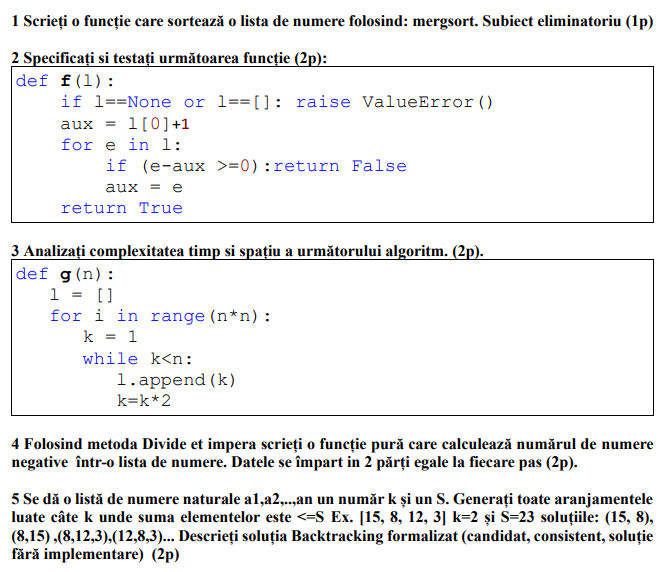 1 Scrieți o funcție care sortează o lista de numere folosind: mergsort. Subiect eliminatoriu (1p)
2 Specificați si testați următoarea funcție (2p):
def f(l):
    if l==None or l==[]: raise ValueError()
    aux = l[0]+1
    for e in l:
        if (e-aux >=0):return False
        aux = e
    return True
3 Analizați complexitatea timp si spațiu a următorului algoritm. (2p).
def g(n):
    l = []
    for i in range(n*n):
        k = 1
        while k<n:
            l.append(k)
            k=k*2
4 Folosind metoda Divide et impera scrieți o funcție pură care calculează numărul de numere
negative într-o lista de numere. Datele se împart in 2 părți egale la fiecare pas (2p).
5 Se dă o listă de numere naturale a1,a2,..,an un număr k și un S. Generați toate aranjamentele
luate câte k unde suma elementelor este <=S Ex. [15, 8, 12, 3] k=2 și S=23 soluțiile: (15, 8),
(8,15) ,(8,12,3),(12,8,3)... Descrieți soluția Backtracking formalizat (candidat, consistent, soluție
fără implementare) (2p)